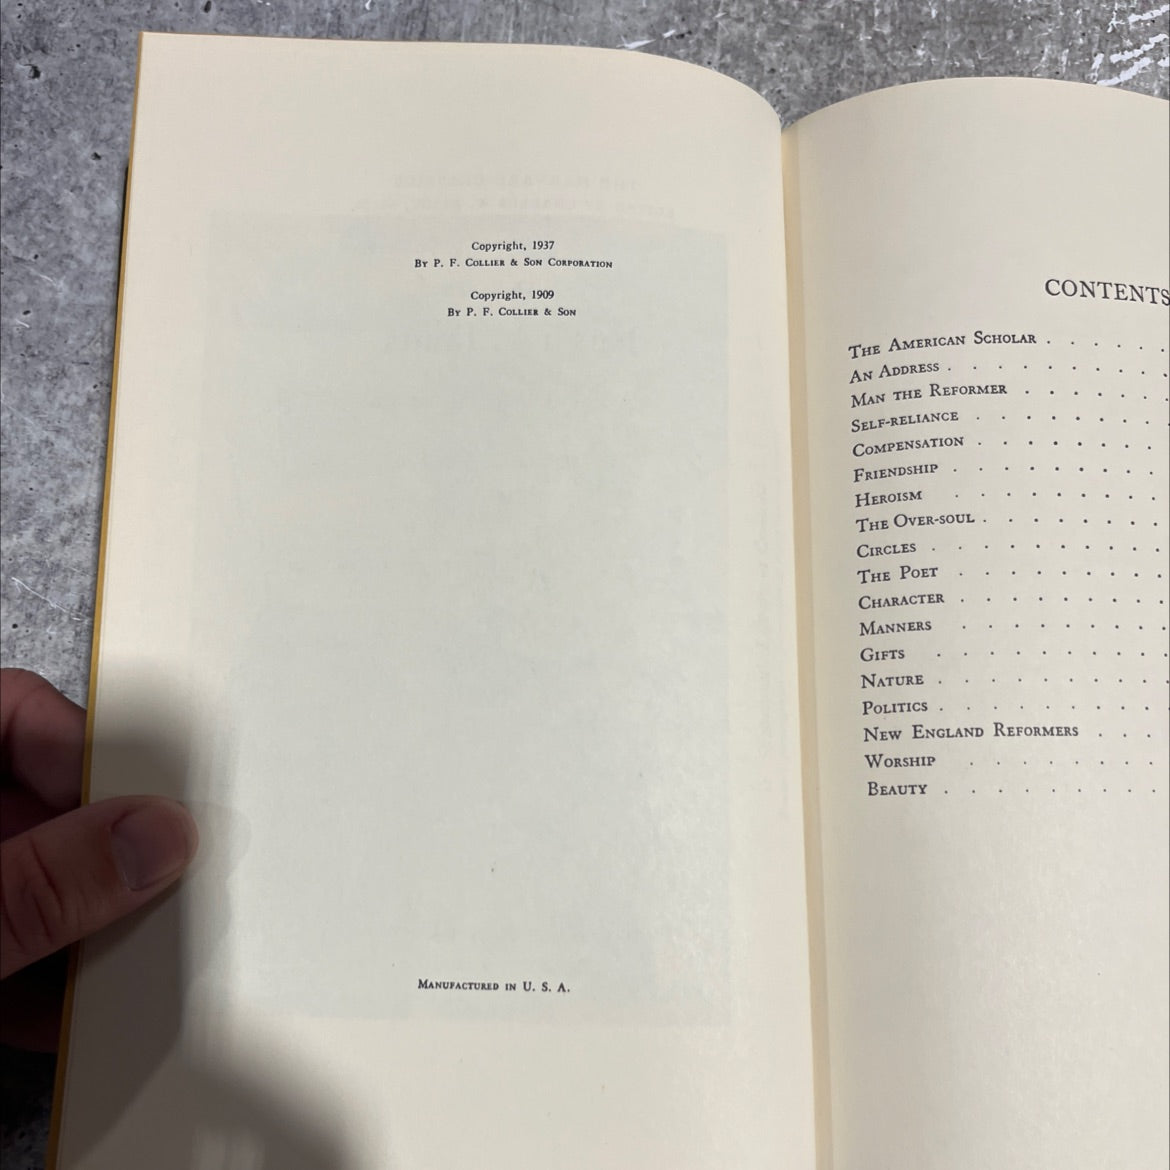 Copyright, 1937
By P. F. Collier & Son Corporation
Copyright, 1909
By P. F. Collier & Son
Manufactured in U. S. A.
CONTENTS
The American Scholar . . . . .
An Address . . . . . . . . .
Man the Reformer . . . . . .
Self-reliance . . . . . . . .
Compensation . . . . . . . .
Friendship . . . . . . . . .
Heroism . . . . . . . . .
The Over-soul . . . . . . . .
Circles . . . . . . . . . .
The Poet . . . . . . . . .
Character . . . . . . . . .
Manners . . . . . . . . .
Gifts . . . . . . . . . .
Nature . . . . . . . . . .
Politics . . . . . . . . .
New England Reformers . . .
Worship . . . . . . . .
Beauty . . . . . . . . .